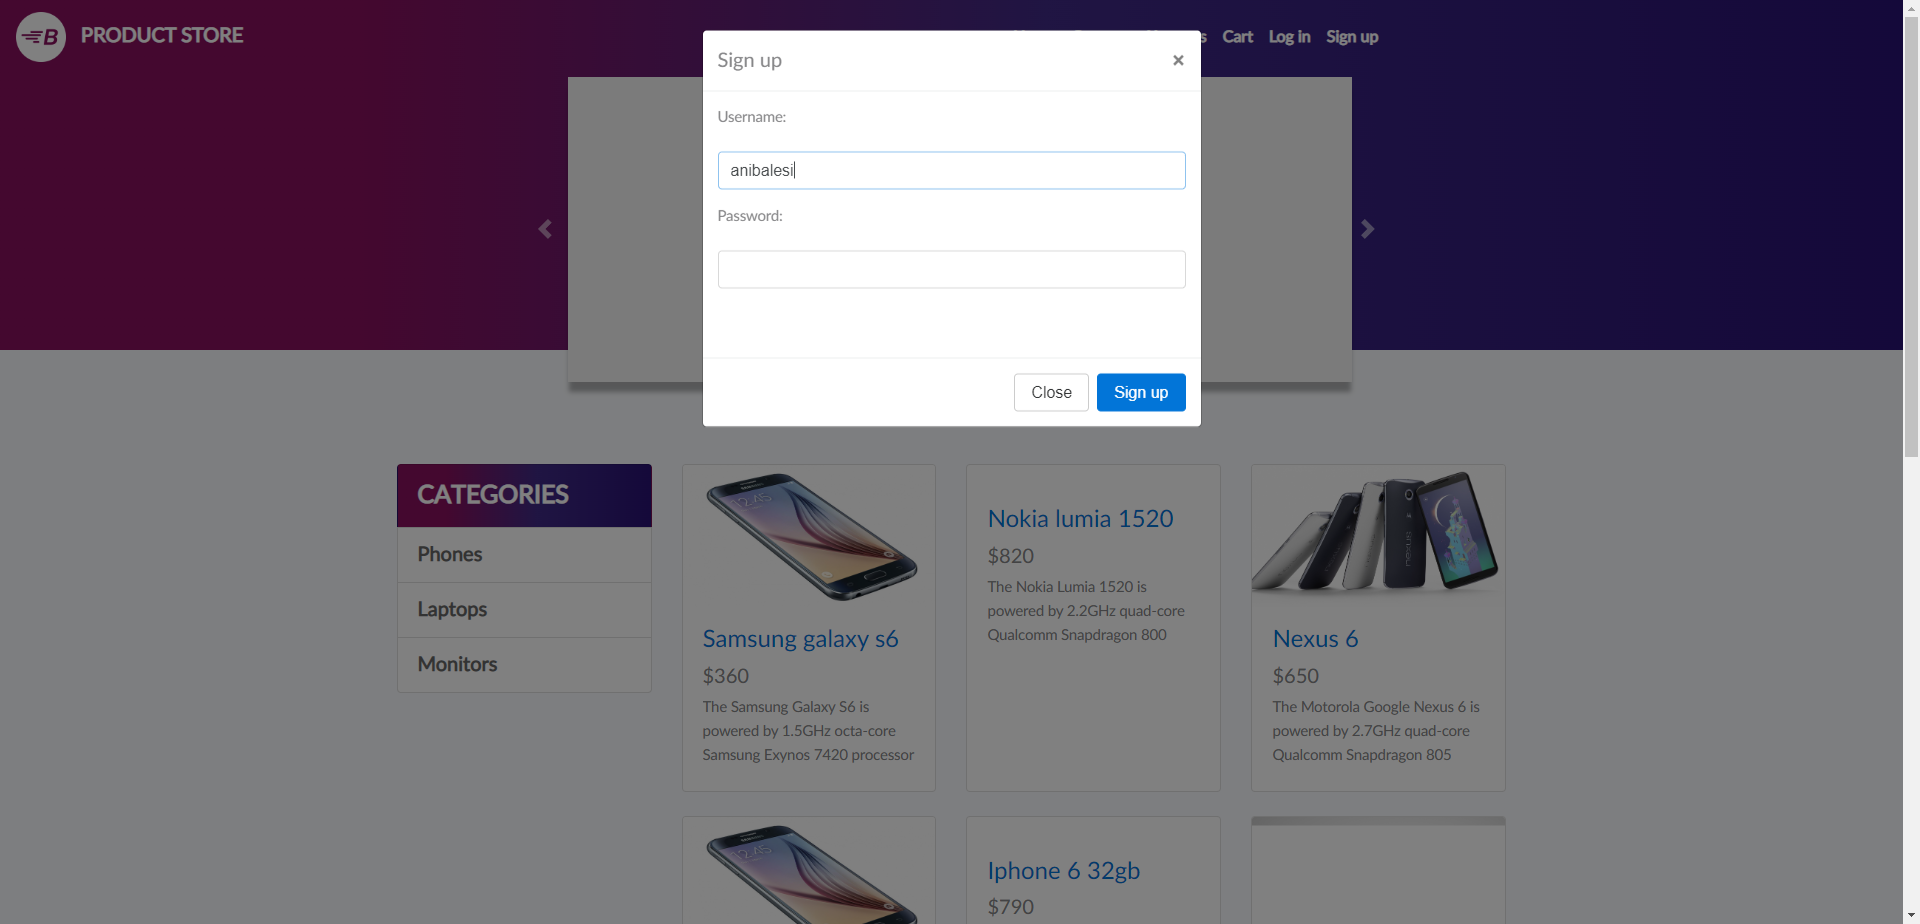 B PRODUCT STORE
Cart Log in Sign up
Sign up
×
Username:
anibalesi
Password:
Close Sign up
CATEGORIES
Phones
Laptops
Monitors
Samsung galaxy s6
$360
The Samsung Galaxy S6 is
powered by 1.5GHz octa-core
Samsung Exynos 7420 processor
Nokia lumia 1520
$820
The Nokia Lumia 1520 is
powered by 2.2GHz quad-core
Qualcomm Snapdragon 800
Nexus 6
$650
The Motorola Google Nexus 6 is
powered by 2.7GHz quad-core
Qualcomm Snapdragon 805
Iphone 6 32gb
$790